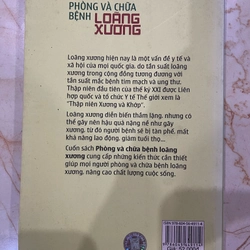 PHÒNG VÀ CHỮA
BỆNH LOÃNG
XƯƠNG
Loãng xương hiện nay là một vấn đề y tế và
xã hội của mọi quốc gia, do tần suất loãng
xương trong cộng đồng tương đương với
tần suất mắc bệnh tim mạch và ung thư.
Thập niên đầu tiên của thế kỷ XXI được Liên
hợp quốc và tổ chức Y tế Thế giới xem là
“Thập niên Xương và Khớp”.
Loãng xương diễn biến thầm lặng, nhưng có
thể gây nên hậu quả nặng nề như gãy
xương, từ đó người bệnh sẽ bị tàn phế, mất
khả năng lao động, giảm tuổi thọ...
Cuốn sách Phòng và chữa bệnh loãng
xương cung cấp những kiến thức cần thiết
giúp mọi người phòng và chữa bệnh loãng
xương, nâng cao chất lượng cuộc sống.